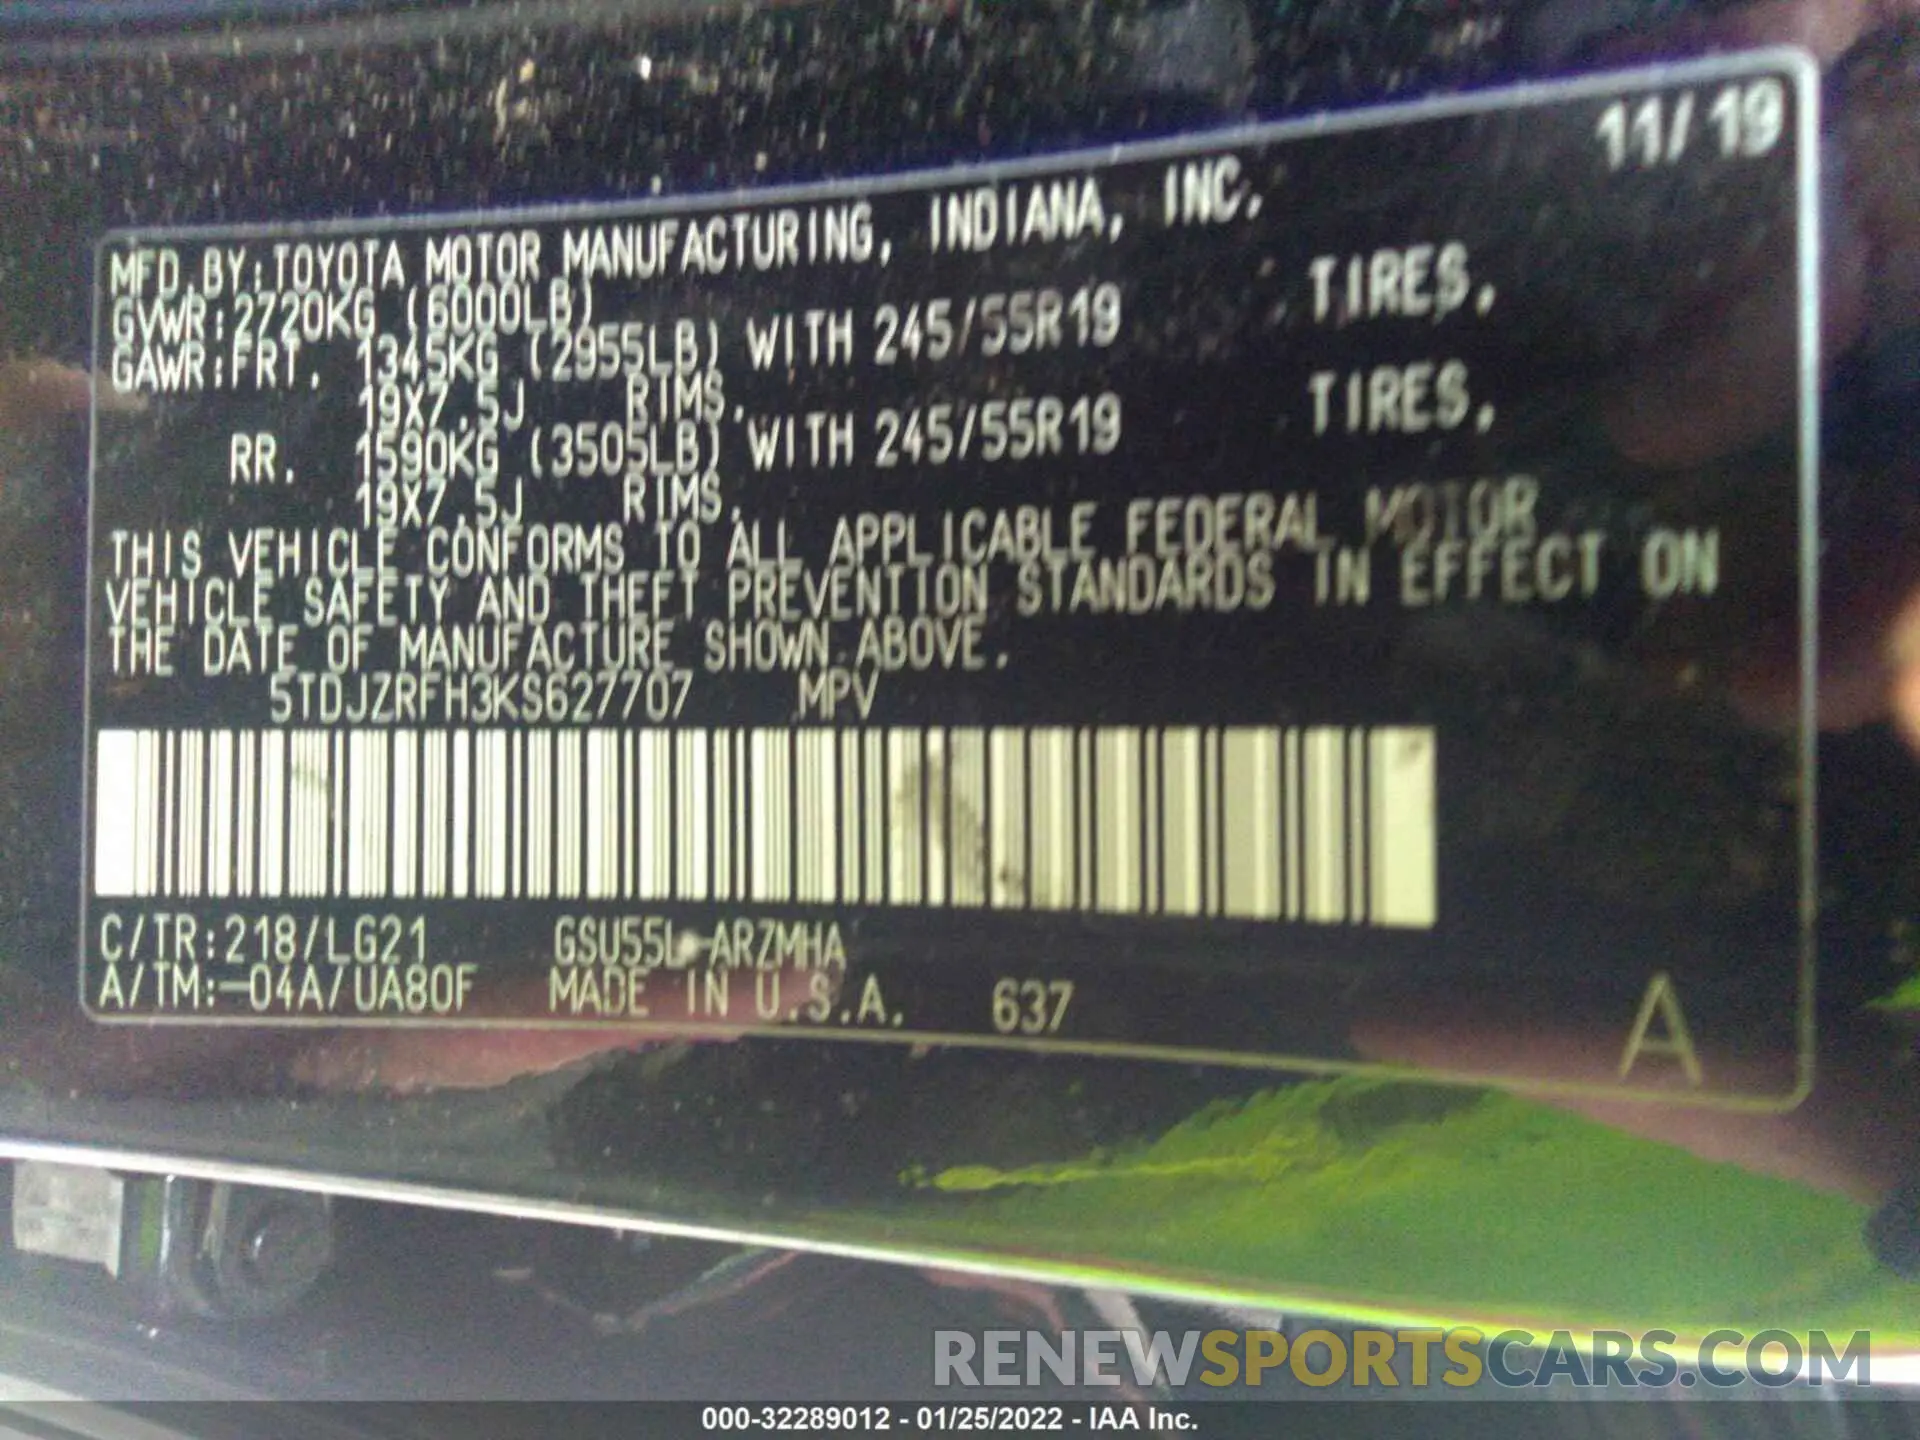 11/19
MFD.BY:TOYOTA MOTOR MANUFACTURING, INDIANA, INC.
GVWR:2720KG (6000LB)
GAWR:FRT. 1345KG (2955LB) WITH 245/55R19 TIRES,
19X7.5J RIMS.
RR. 1590KG (3505LB) WITH 245/55R19 TIRES,
19X7.5J RIMS.
THIS VEHICLE CONFORMS TO ALL APPLICABLE FEDERAL MOTOR
VEHICLE SAFETY AND THEFT PREVENTION STANDARDS IN EFFECT ON
THE DATE OF MANUFACTURE SHOWN ABOVE.
5TDJZRFH3KS627707 MPV
C/TR:218/LG21 GSU55L-ARZMHA
A/TM:-04A/UA80F MADE IN U.S.A. 637
A
RENEWSPORTSCARS.COM
000-32289012 - 01/25/2022 - IAA Inc.